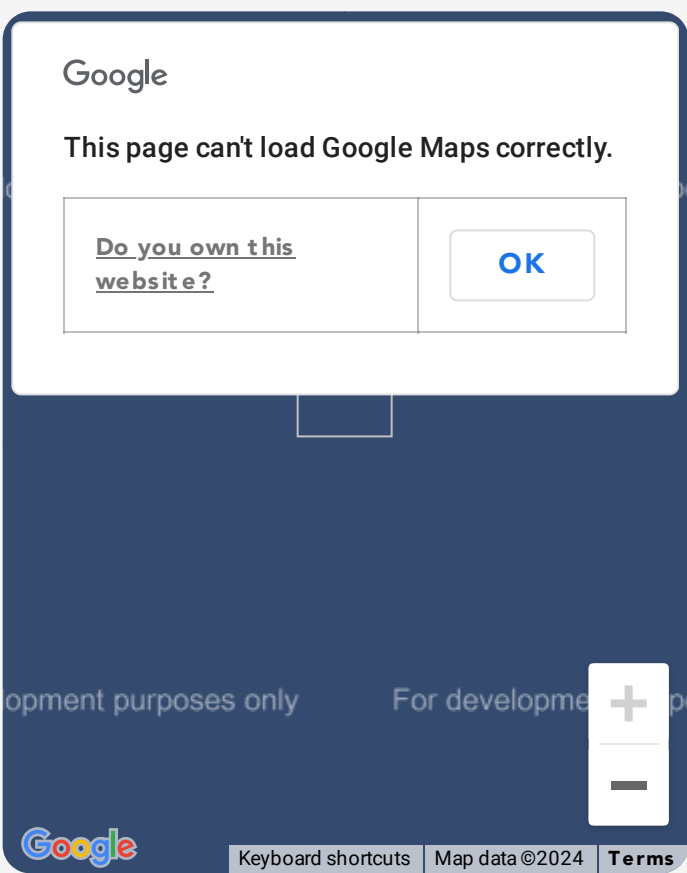 Google
This page can't load Google Maps correctly.
Do you own this
website?
OK
opment purposes only
For developme
Google
Keyboard shortcuts
Map data ©2024
Terms